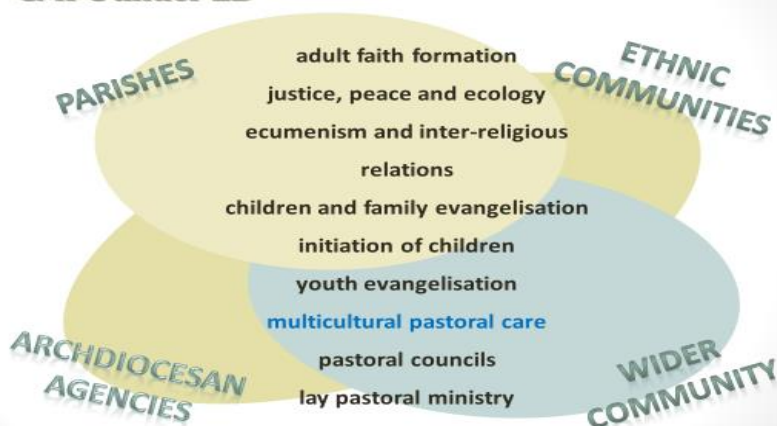 PARISHES
ETHNIC
COMMUNITIES
adult faith formation
justice, peace and ecology
ecumenism and inter-religious
relations
children and family evangelisation
initiation of children
youth evangelisation
multicultural pastoral care
pastoral councils
lay pastoral ministry
ARCHDIOCESAN
AGENCIES
WIDER
COMMUNITY